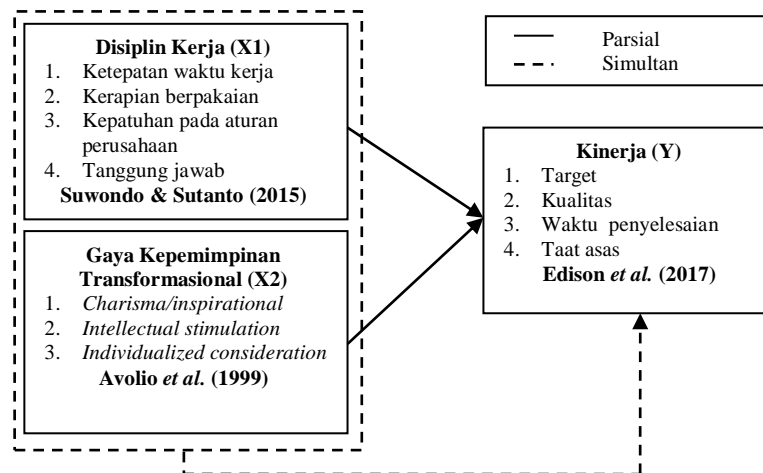 Disiplin Kerja (X1)
1. Ketepatan waktu kerja
2. Kerapian berpakaian
3. Kepatuhan pada aturan
perusahaan
4. Tanggung jawab
Suwondo & Sutanto (2015)
Gaya Kepemimpinan
Transformasional (X2)
1. Charisma/inspirational
2. Intellectual stimulation
3. Individualized consideration
Avolio et al. (1999)
Parsial
Simultan
Kinerja (Y)
1. Target
2. Kualitas
3. Waktu penyelesaian
4. Taat asas
Edison et al. (2017)